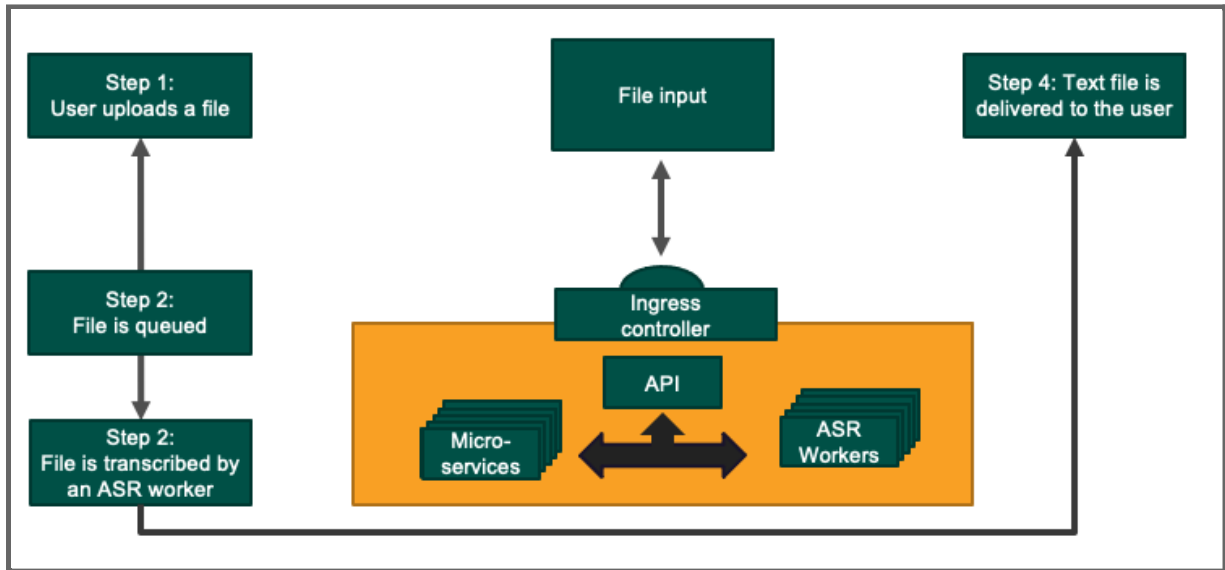 Step 1:
User uploads a file
File input
Step 4: Text file is
delivered to the user
Step 2:
File is queued
Ingress
controller
API
Micro-
services
ASR
Workers
Step 2:
File is transcribed by
an ASR worker